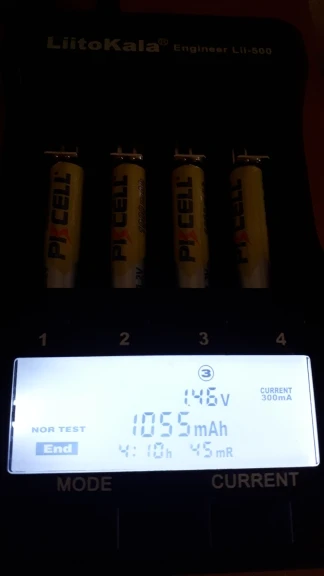 LiitoKala® Engineer Lii-500
PKCELL
PKCELL
PKCELL
PKCELL
1 2 3 4
③
1.46V
CURRENT
300mA
NOR TEST
1055mAh
End
4:10h 45mR
MODE CURRENT